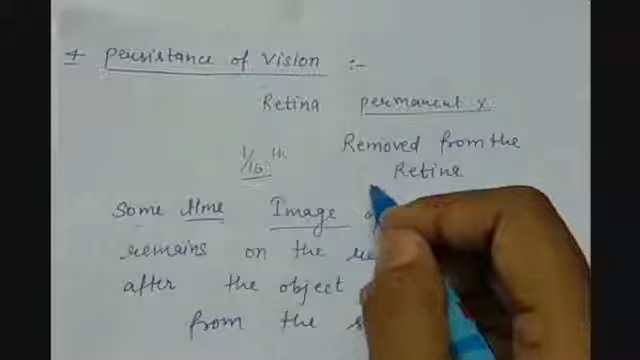 4 Persistance of Vision :-
Retina permanent x
1/16 th Removed from the
Retina
Some time Image
remains on the
after the object
from the